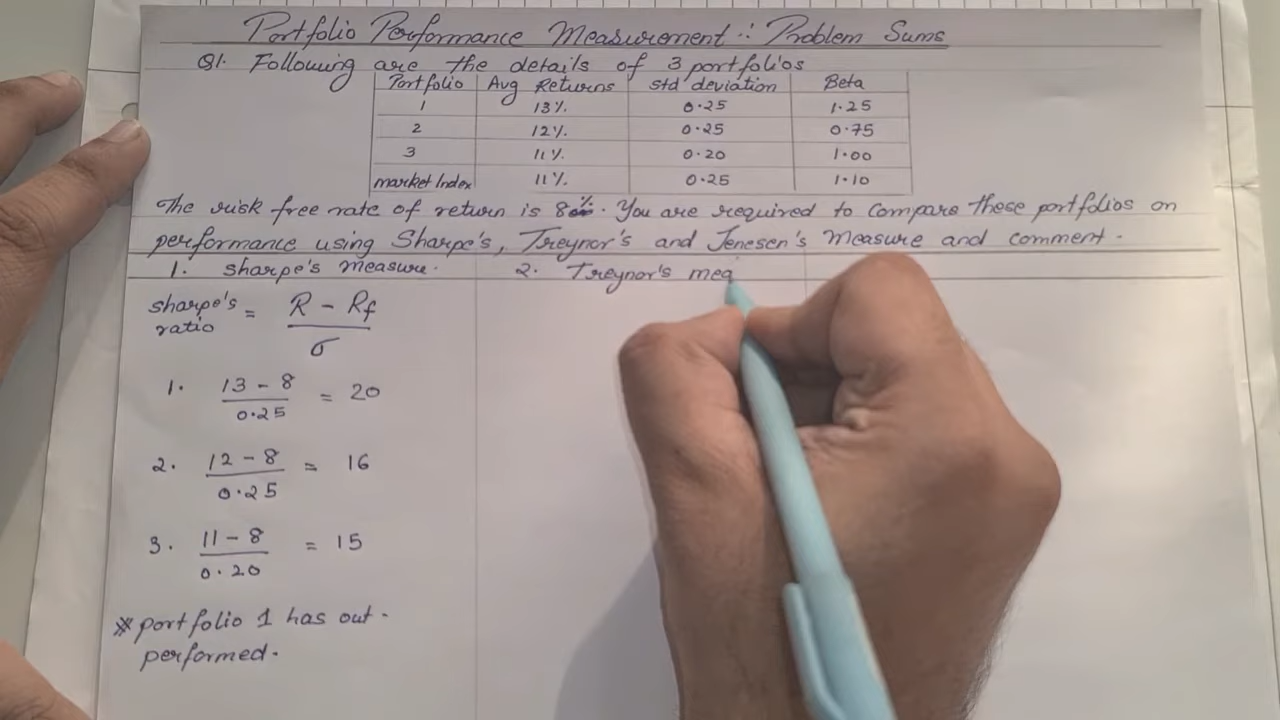 Portfolio Performance Measurement :: Problem Sums
Q1. Following are the details of 3 portfolios
Portfolio Avg Returns std deviation Beta
1 13% 0.25 1.25
2 12% 0.25 0.75
3 11% 0.20 1.00
market Index 11% 0.25 1.10
The risk free rate of return is 8%. You are required to compare these portfolios on
performance using Sharpe's, Treynor's and Jenesen's Measure and comment.
1. sharpe's measure. 2. Treynor's mea
sharpe's ratio = R - Rf
σ
1. 13 - 8 = 20
0.25
2. 12 - 8 = 16
0.25
3. 11 - 8 = 15
0.20
* portfolio 1 has out-
performed.